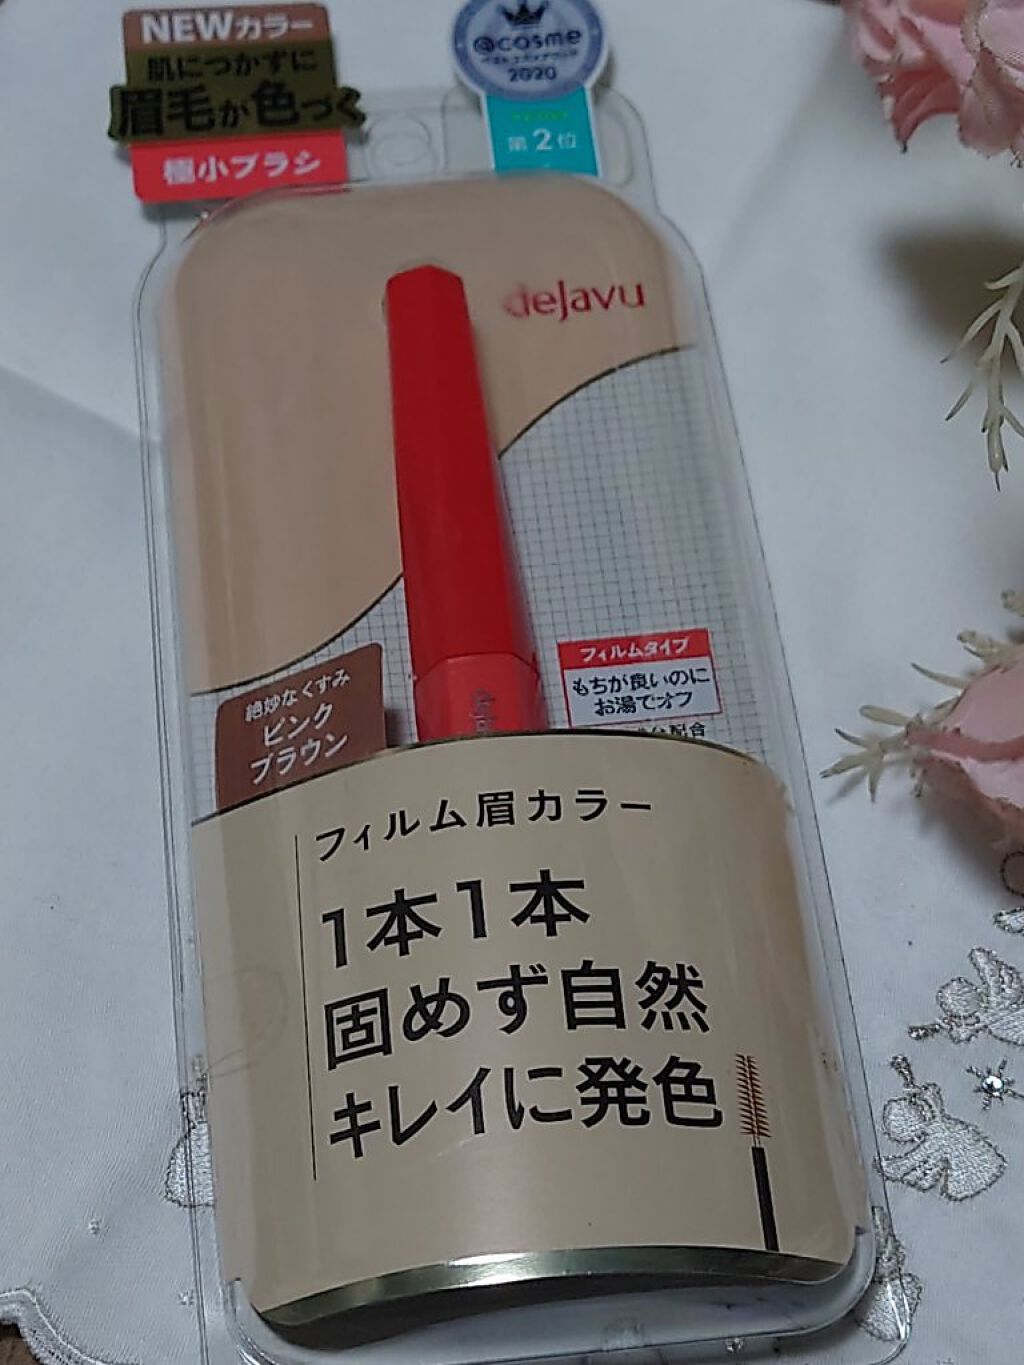 NEWカラー
肌につかずに
眉毛が色づく
極小ブラシ
@cosme
2020
第2位
dejavu
フィルムタイプ
もちが良いのに
お湯でオフ
配合
絶妙なくすみ
ピンク
ブラウン
フィルム眉カラー
1本1本
固めず自然
キレイに発色